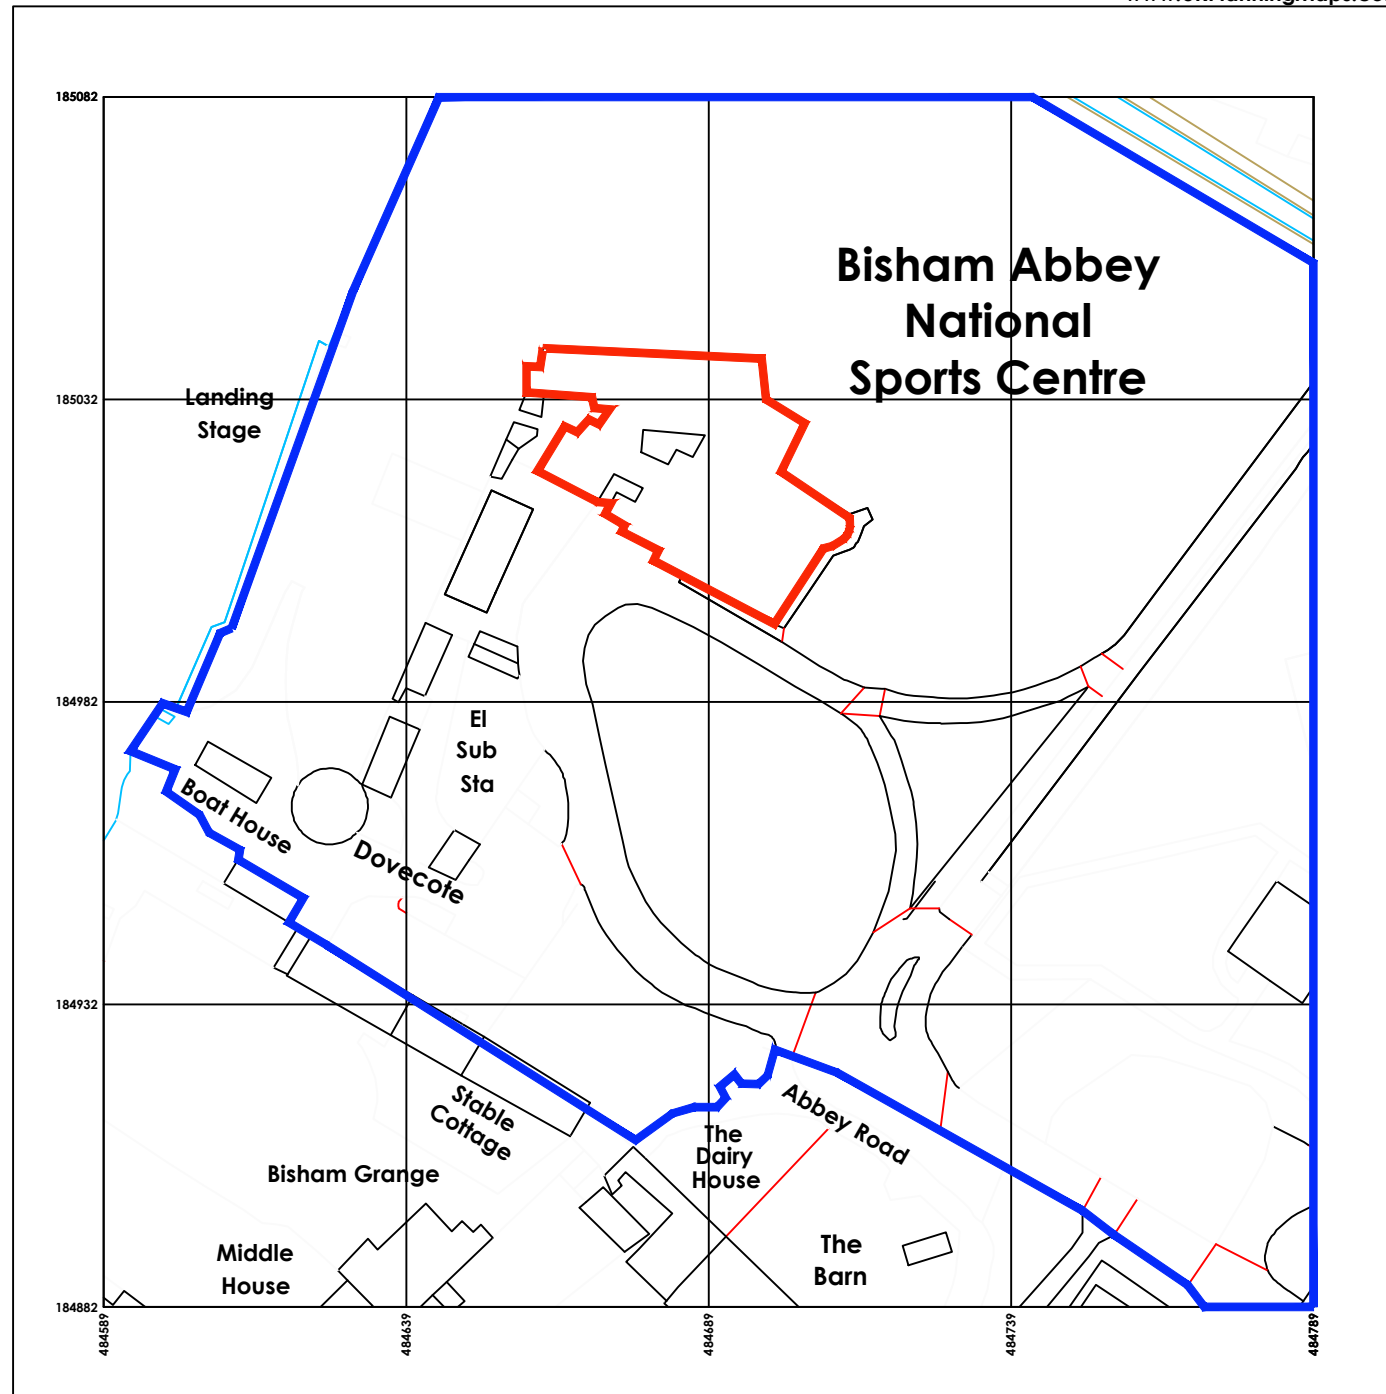 185082
Bisham Abbey
National
Sports Centre
Landing
Stage
185032
184982
El
Sub
Sta
Boat House
Dovecote
184932
Stable
Cottage
Abbey Road
The
Dairy
House
Bisham Grange
Middle
House
The
Barn
184882
484589
484639
484689
484739
484789